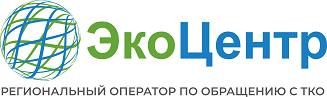 ЭкоЦентр
РЕГИОНАЛЬНЫЙ ОПЕРАТОР ПО ОБРАЩЕНИЮ С ТКО